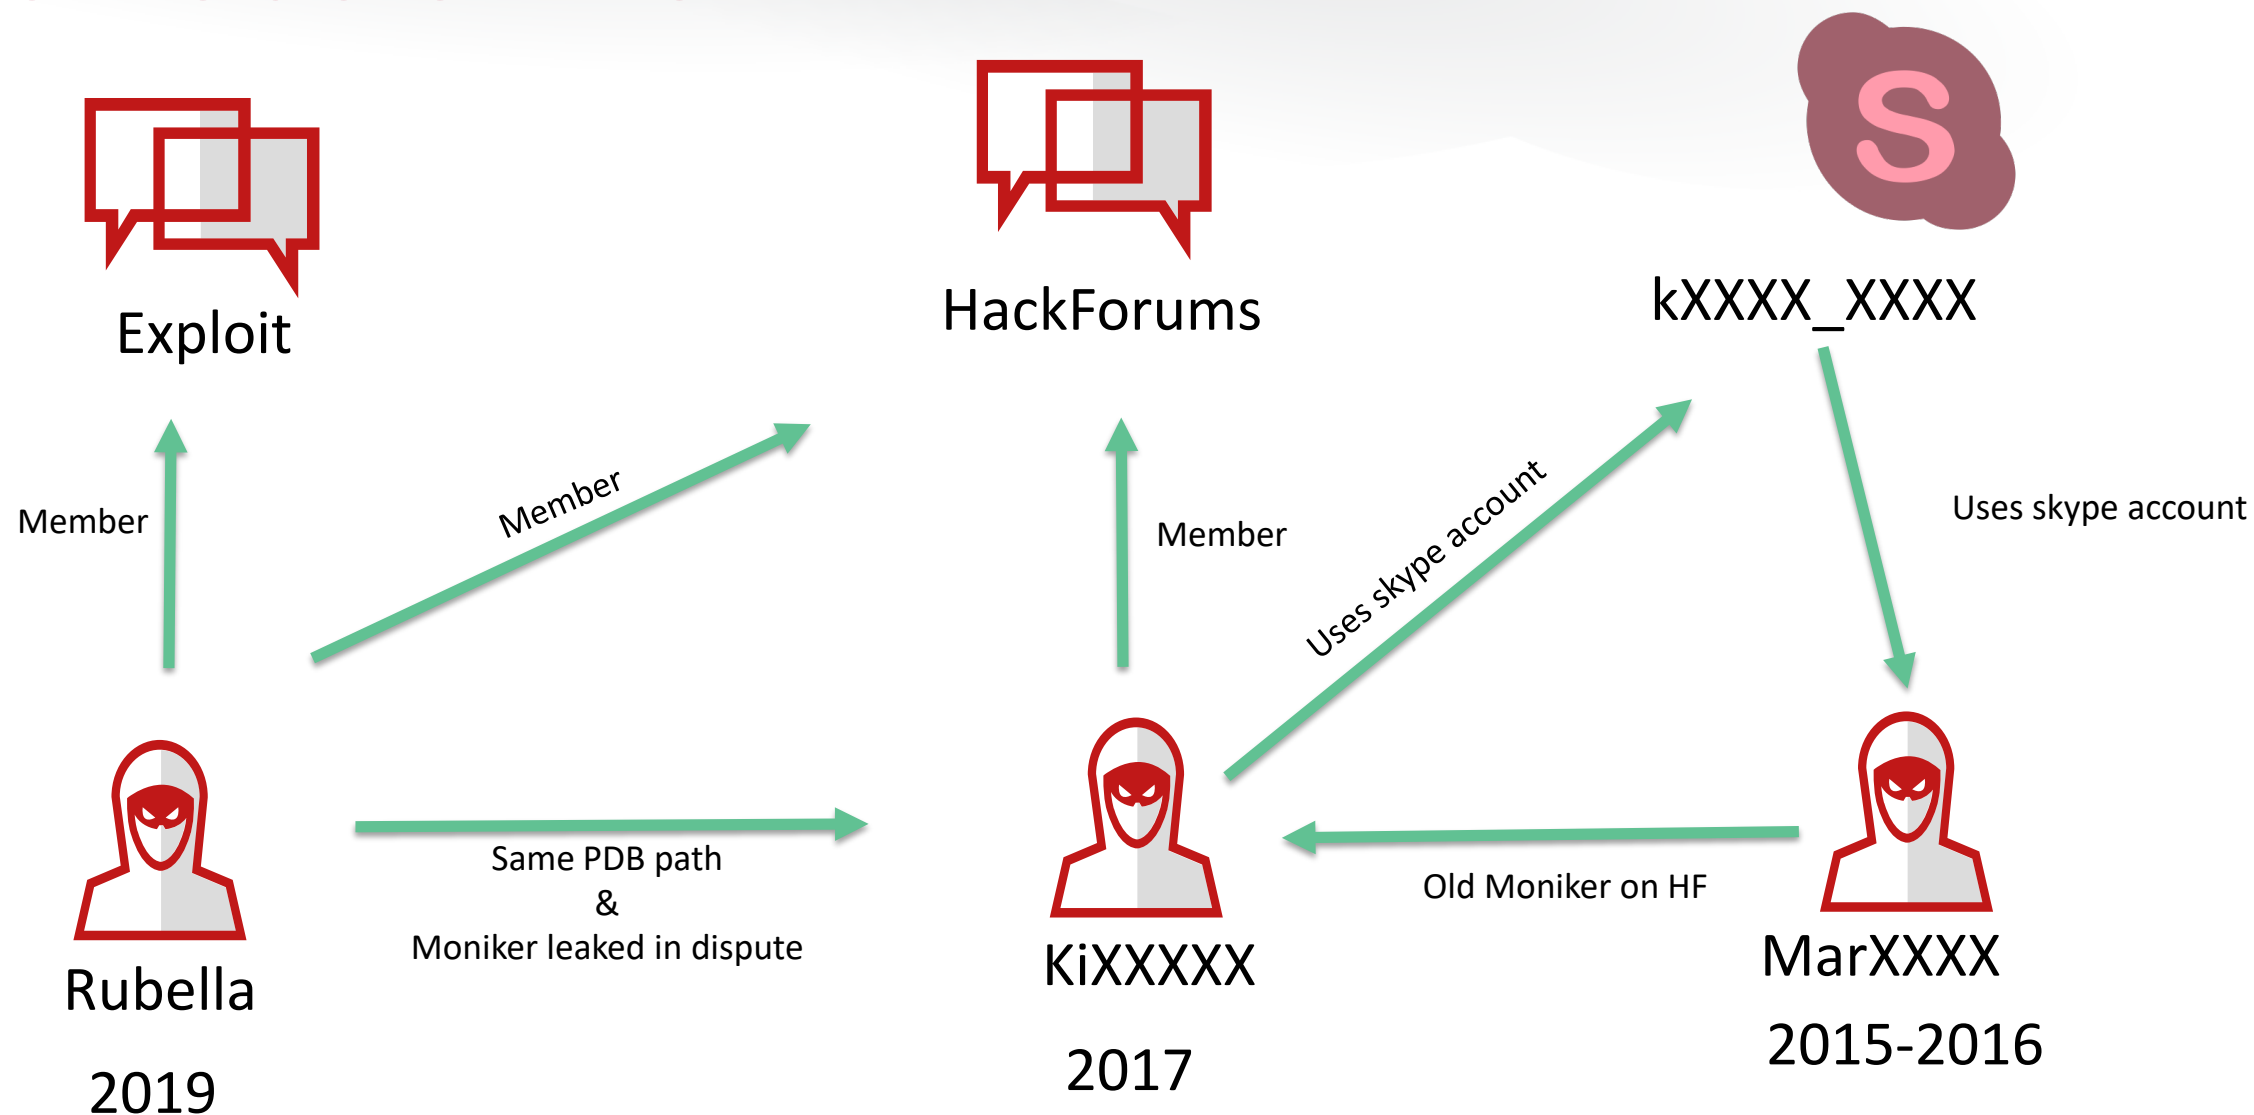 S
Exploit
HackForums
kXXXX_XXXX
Member
Member
Member
Uses skype account
Uses skype account
Same PDB path
&
Moniker leaked in dispute
Old Moniker on HF
Rubella
2019
KiXXXXX
2017
MarXXXX
2015-2016